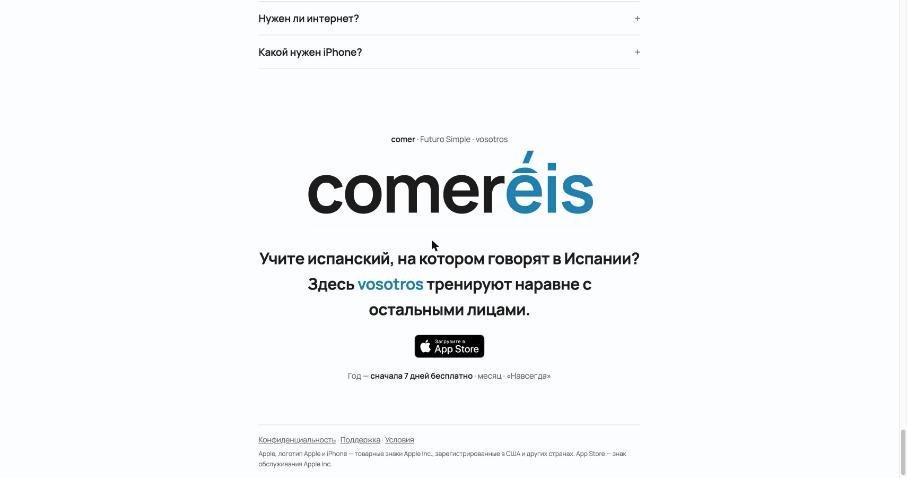 Нужен ли интернет?
+
Какой нужен iPhone?
+
comer · Futuro Simple · vosotros
comeréis
Учите испанский, на котором говорят в Испании?
Здесь vosotros тренируют наравне с
остальными лицами.
Загрузите в
App Store
Год — сначала 7 дней бесплатно · месяц · «Навсегда»
Конфиденциальность · Поддержка · Условия
Apple, логотип Apple и iPhone — товарные знаки Apple Inc., зарегистрированные в США и других странах. App Store — знак
обслуживания Apple Inc.